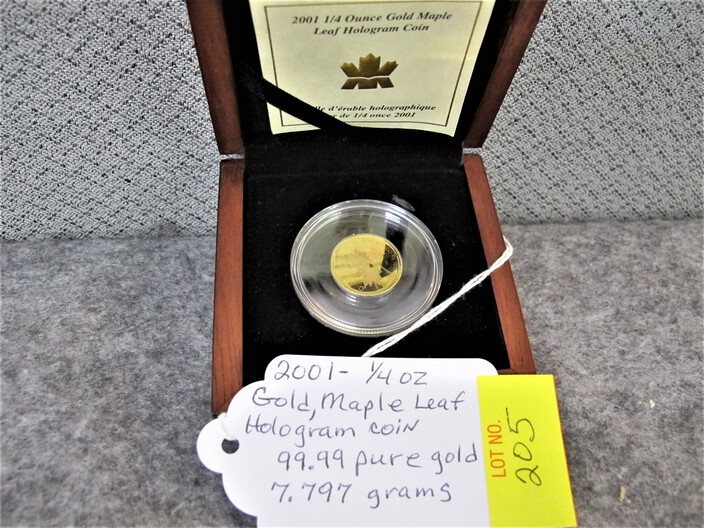 2001 1/4 Ounce Gold Maple
Leaf Hologram Coin
d'érable holographique
de 1/4 once 2001
2001- 1/4 oz
Gold, Maple Leaf
Hologram coin
99.99 pure gold
7.797 grams
LOT NO.
205